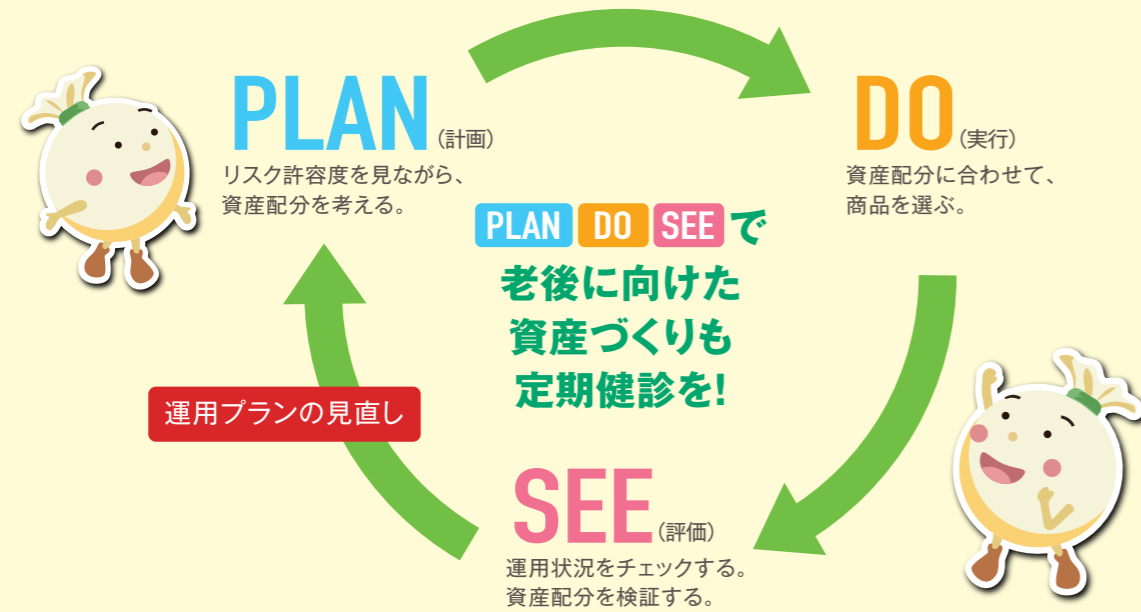 PLAN(計画)
リスク許容度を見ながら、
資産配分を考える。
DO(実行)
資産配分に合わせて、
商品を選ぶ。
PLAN DO SEE で
老後に向けた
資産づくりも
定期健診を!
運用プランの見直し
SEE(評価)
運用状況をチェックする。
資産配分を検証する。